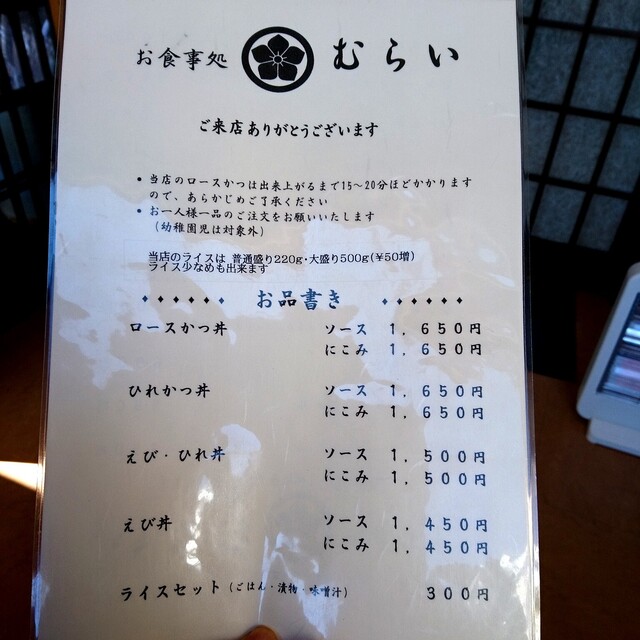 お食事処 むらい
ご来店ありがとうございます
• 当店のロースかつは出来上がるまで15～20分ほどかかります
ので、あらかじめご了承ください
• お一人様一品のご注文をお願いいたします
(幼稚園児は対象外)
当店のライスは 普通盛り220g・大盛り500g(¥50増)
ライス少なめも出来ます
お品書き
ロースかつ丼 ソース 1,650円
にこみ 1,650円
ひれかつ丼 ソース 1,650円
にこみ 1,650円
えび・ひれ丼 ソース 1,500円
にこみ 1,500円
えび丼 ソース 1,450円
にこみ 1,450円
ライスセット(ごはん・漬物・味噌汁) 300円